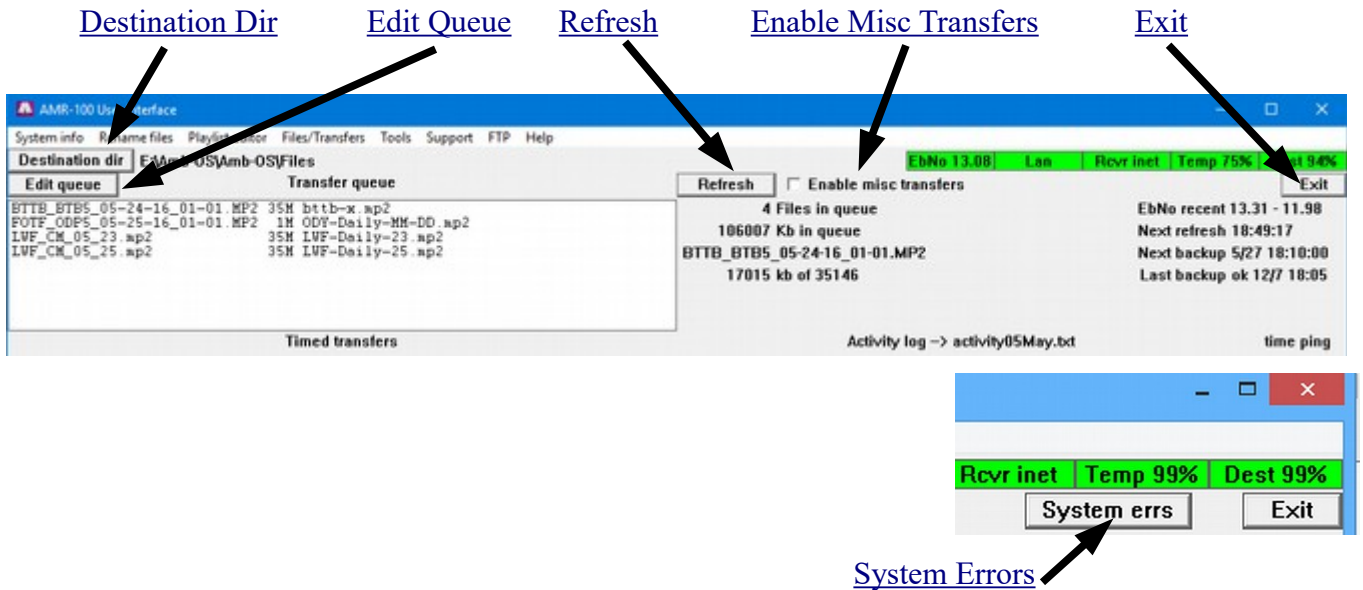 Destination Dir Edit Queue Refresh Enable Misc Transfers Exit
AMR-100 User Interface
System info Rename files Playlist editor Files/Transfers Tools Support FTP Help
Destination dir E:\Amb-OS\Amb-OS\Files EbNo 13.08 Lan Rcvr inet Temp 75% Dest 94%
Edit queue Transfer queue Refresh Enable misc transfers Exit
BTTB_BTB5_05-24-16_01-01.MP2 35M bttb-x.mp2 4 Files in queue EbNo recent 13.31 - 11.98
FOTF_ODP5_05-25-16_01-01.MP2 1M ODY-Daily-MM-DD.mp2 106007 Kb in queue Next refresh 18:49:17
LWF_CM_05_23.mp2 35M LWF-Daily-23.mp2
LWF_CM_05_25.mp2 35M LWF-Daily-25.mp2 BTTB_BTB5_05-24-16_01-01.MP2 Next backup 5/27 18:10:00
17015 kb of 35146 Last backup ok 12/7 18:05
Timed transfers Activity log -> activity05May.txt time ping
Rcvr inet Temp 99% Dest 99%
System errs Exit
System Errors